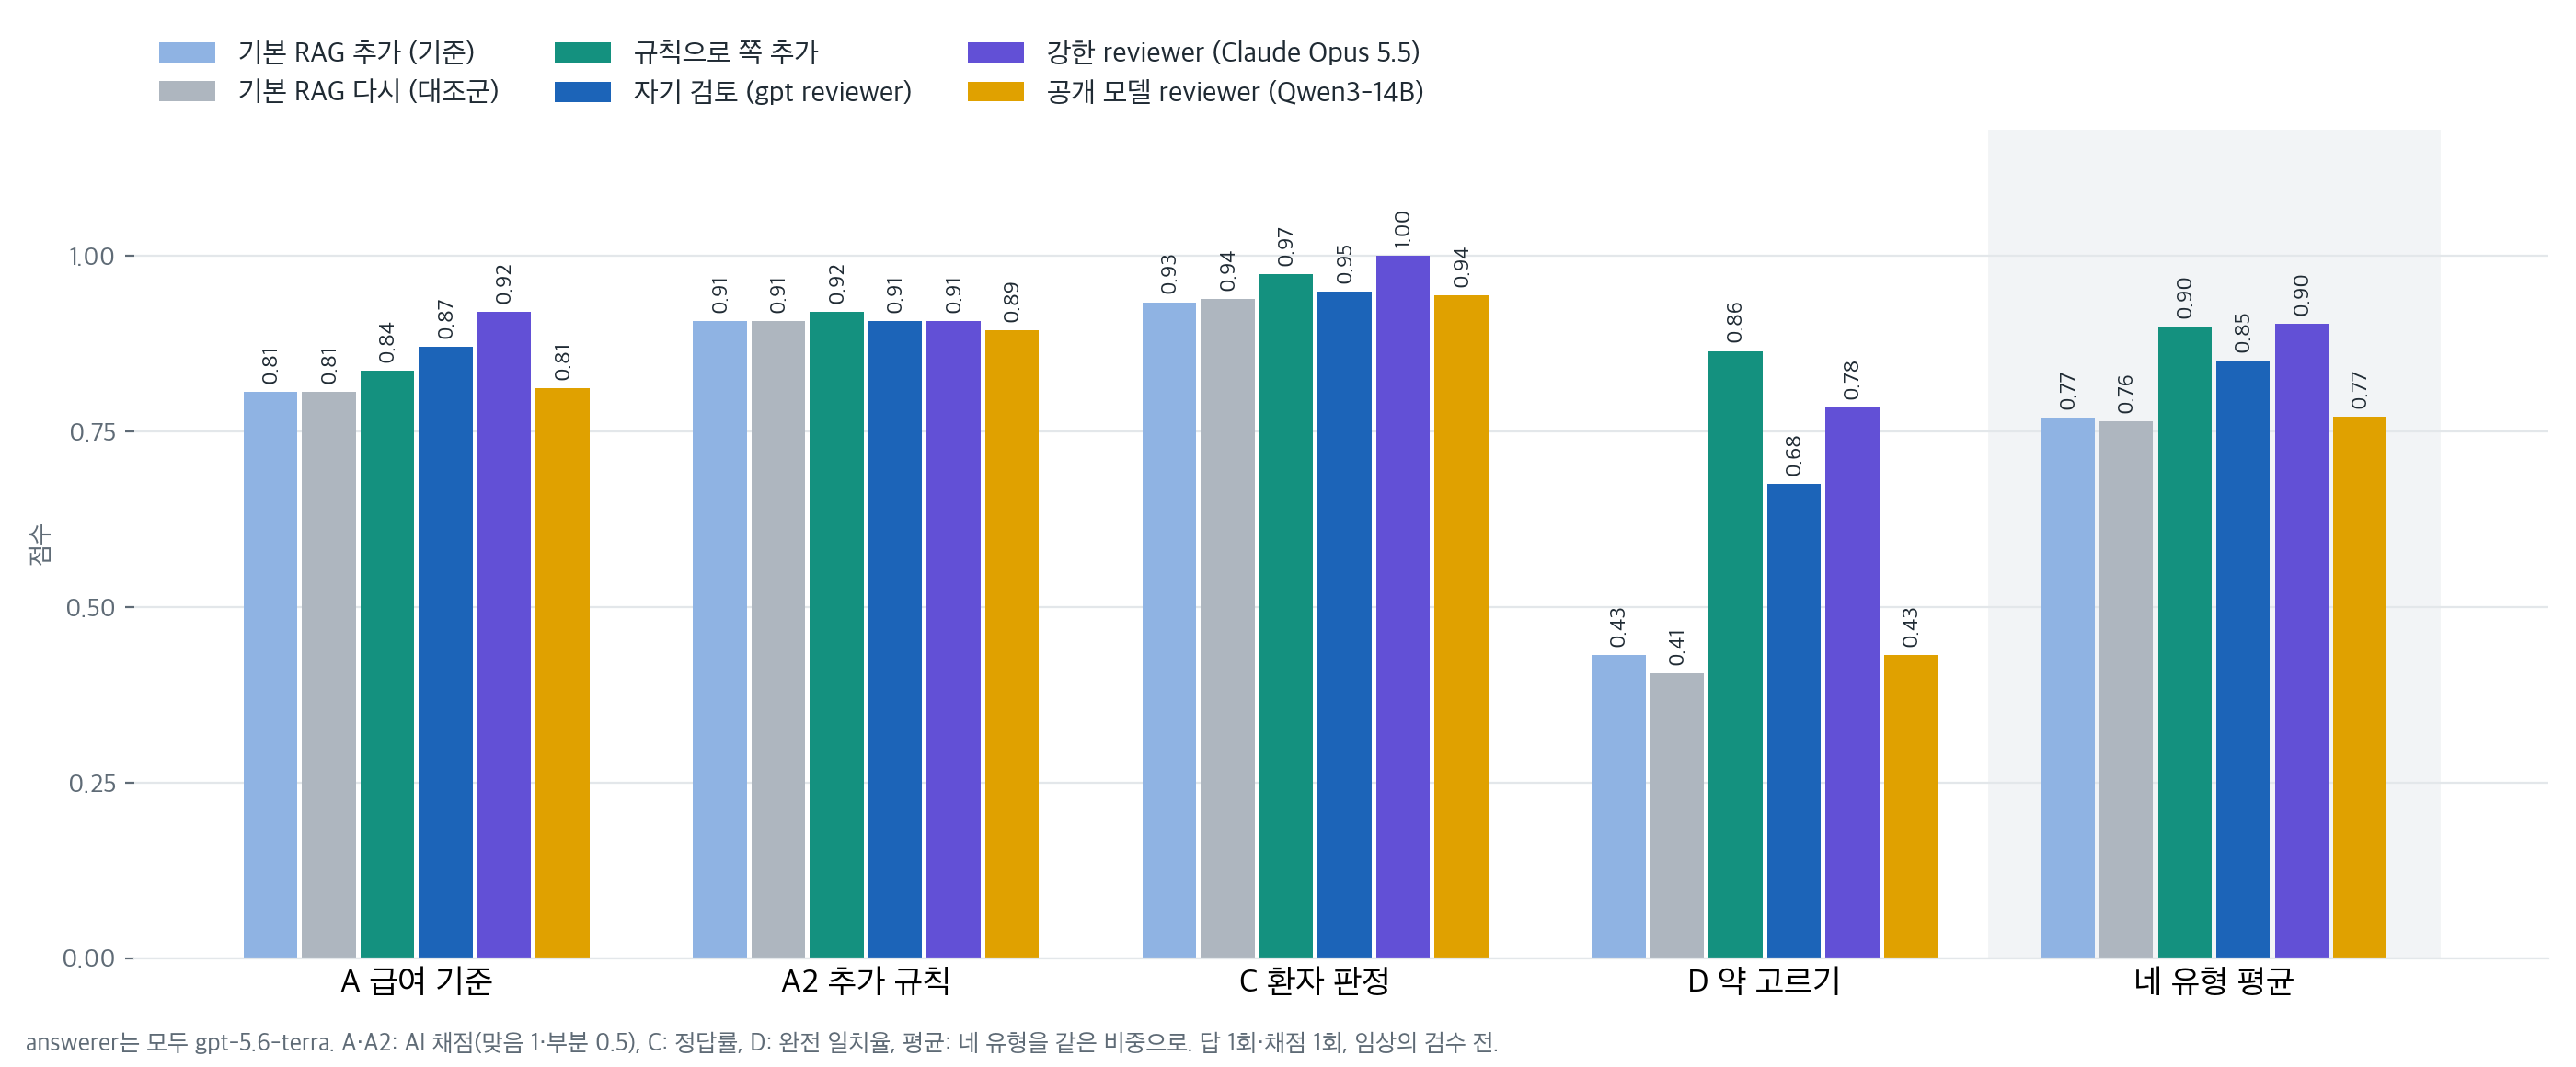 기본 RAG 추가 (기준)
기본 RAG 다시 (대조군)
규칙으로 쪽 추가
자기 검토 (gpt reviewer)
강한 reviewer (Claude Opus 5.5)
공개 모델 reviewer (Qwen3-14B)
점수
1.00
0.75
0.50
0.25
0.00
0.81
0.81
0.84
0.87
0.92
0.81
0.91
0.91
0.92
0.91
0.91
0.89
0.93
0.94
0.97
0.95
1.00
0.94
0.43
0.41
0.86
0.68
0.78
0.43
0.77
0.76
0.90
0.85
0.90
0.77
A 급여 기준
A2 추가 규칙
C 환자 판정
D 약 고르기
네 유형 평균
answerer는 모두 gpt-5.6-terra. A·A2: AI 채점(맞음 1·부분 0.5), C: 정답률, D: 완전 일치율, 평균: 네 유형을 같은 비중으로. 답 1회·채점 1회, 임상의 검수 전.